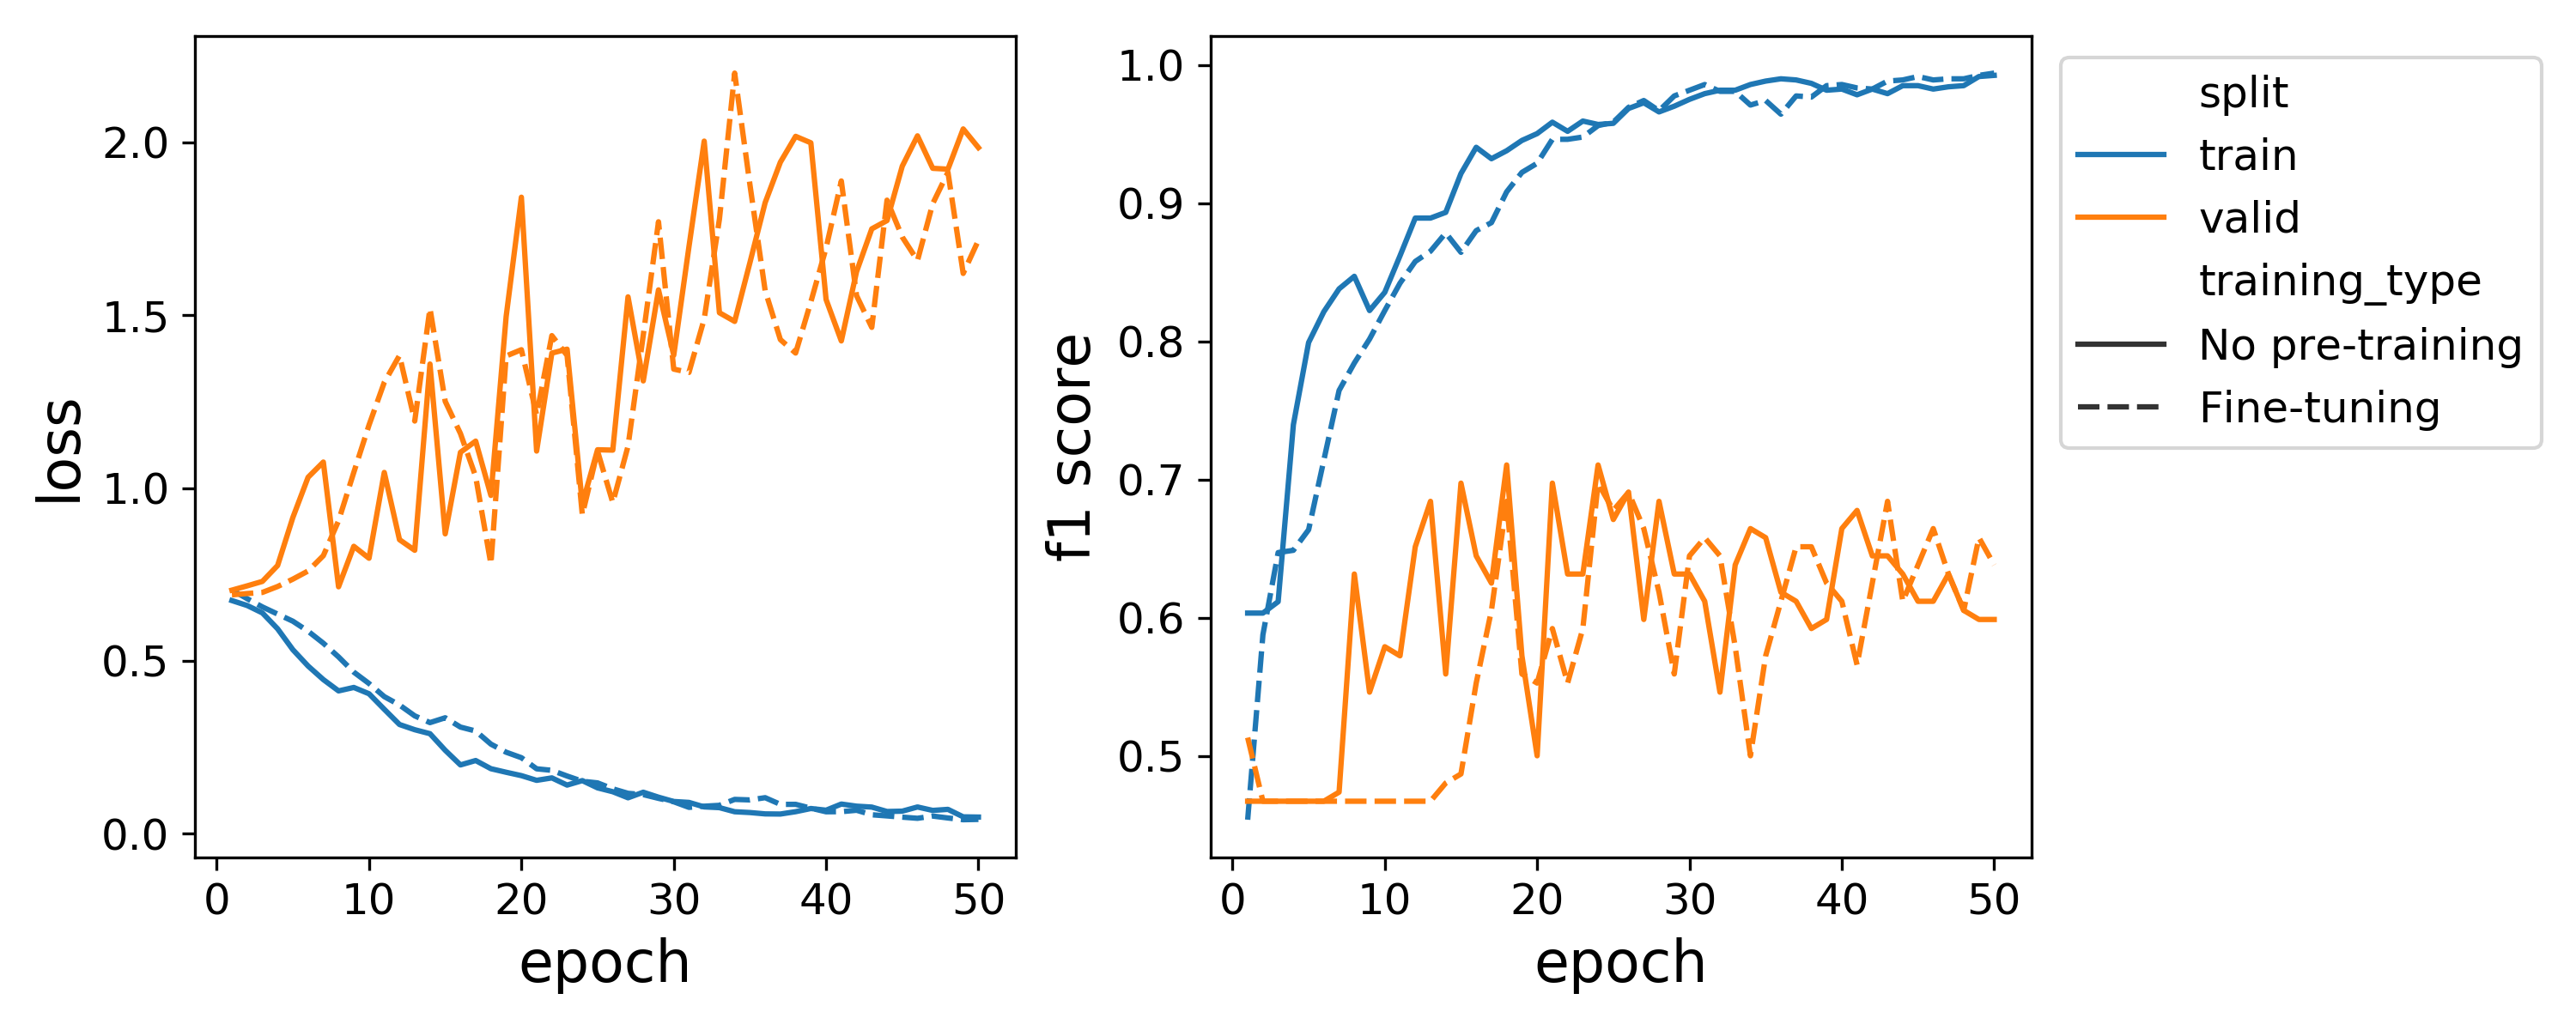 loss
2.0
1.5
1.0
0.5
0.0
0 10 20 30 40 50
epoch
f1 score
1.0
0.9
0.8
0.7
0.6
0.5
0 10 20 30 40 50
epoch
split
train
valid
training_type
No pre-training
Fine-tuning